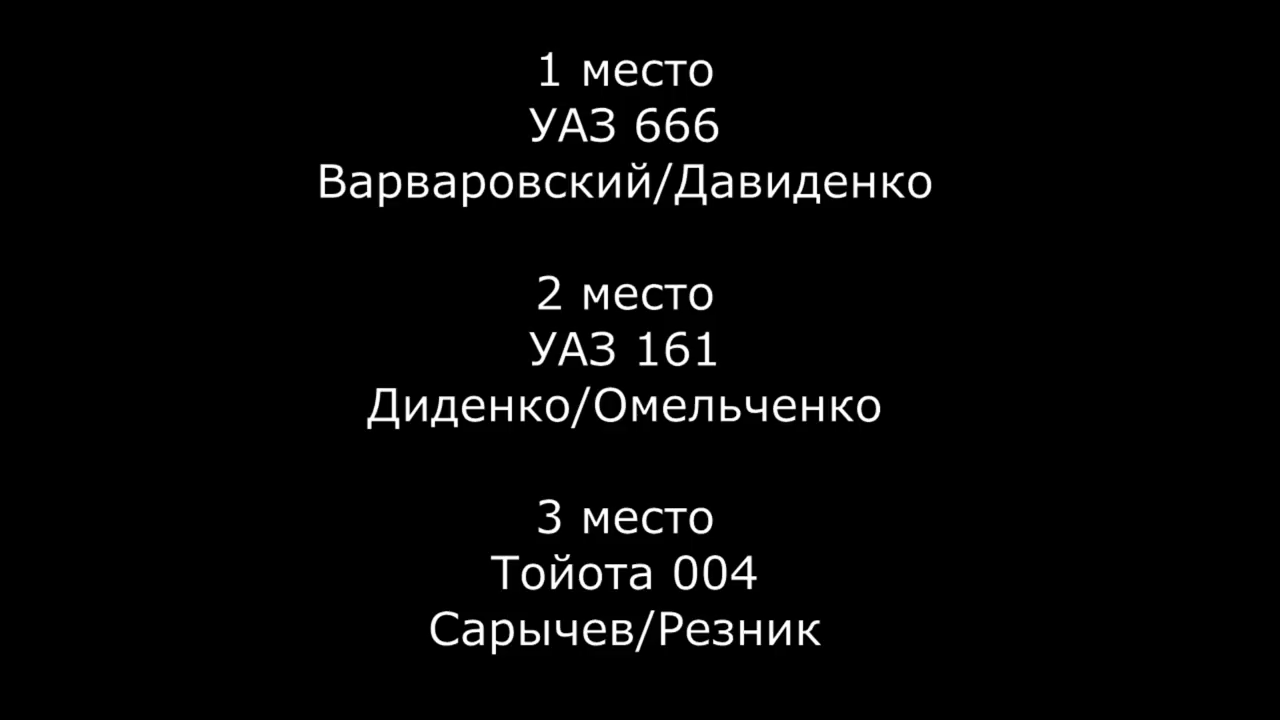 1 место
УАЗ 666
Варваровский/Давиденко
2 место
УАЗ 161
Диденко/Омельченко
3 место
Тойота 004
Сарычев/Резник